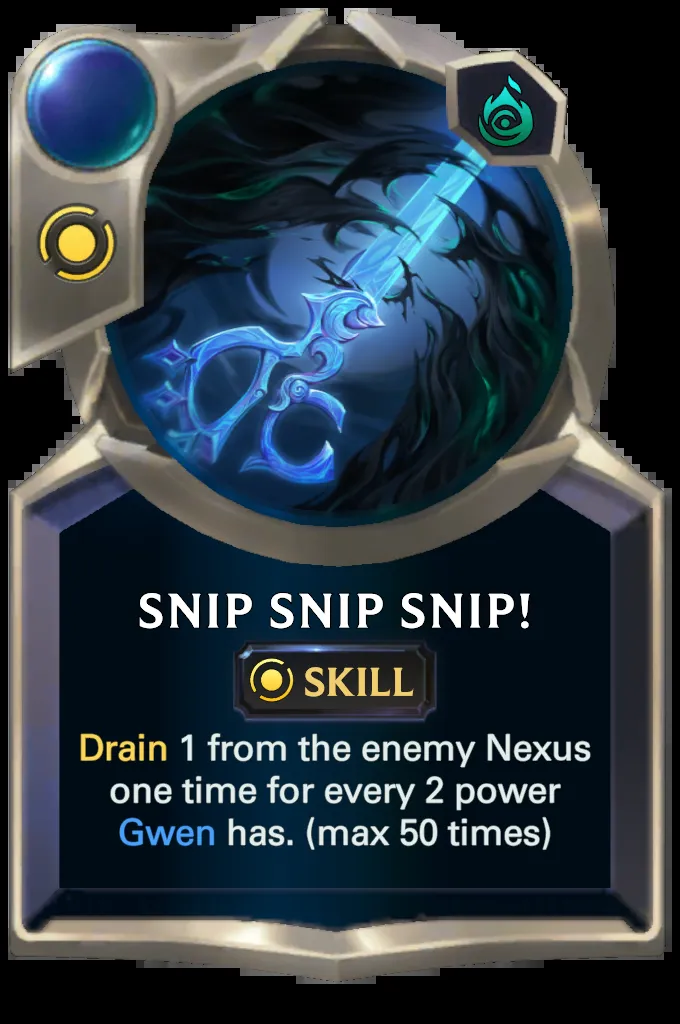 SNIP SNIP SNIP!
SKILL
Drain 1 from the enemy Nexus
one time for every 2 power
Gwen has. (max 50 times)